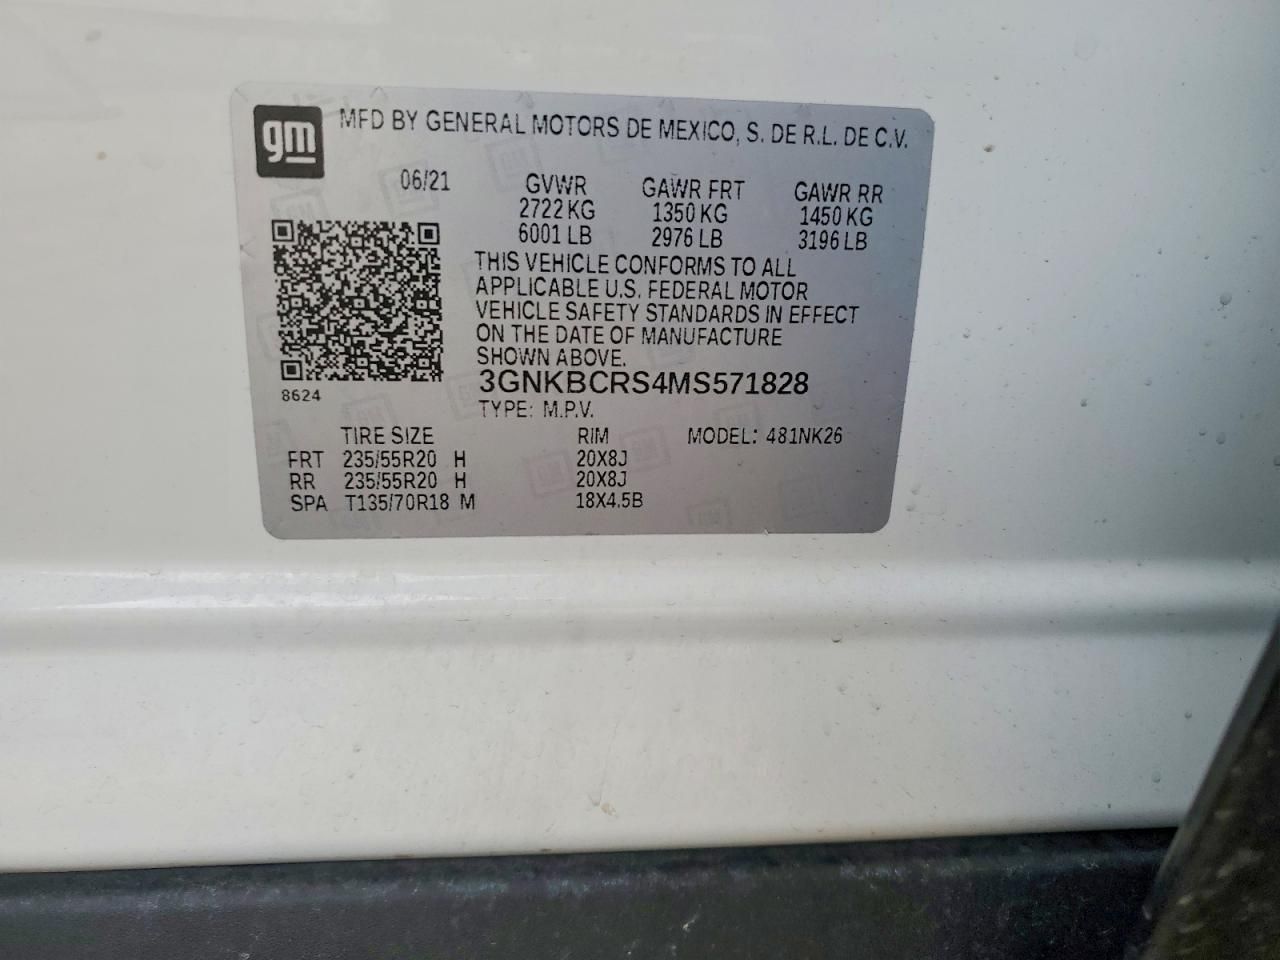 gm
MFD BY GENERAL MOTORS DE MEXICO, S. DE R.L. DE C.V.
06/21 GVWR GAWR FRT GAWR RR
2722 KG 1350 KG 1450 KG
6001 LB 2976 LB 3196 LB
THIS VEHICLE CONFORMS TO ALL
APPLICABLE U.S. FEDERAL MOTOR
VEHICLE SAFETY STANDARDS IN EFFECT
ON THE DATE OF MANUFACTURE
SHOWN ABOVE.
3GNKBCRS4MS571828
8624
TYPE: M.P.V.
TIRE SIZE RIM MODEL: 481NK26
FRT 235/55R20 H 20X8J
RR 235/55R20 H 20X8J
SPA T135/70R18 M 18X4.5B